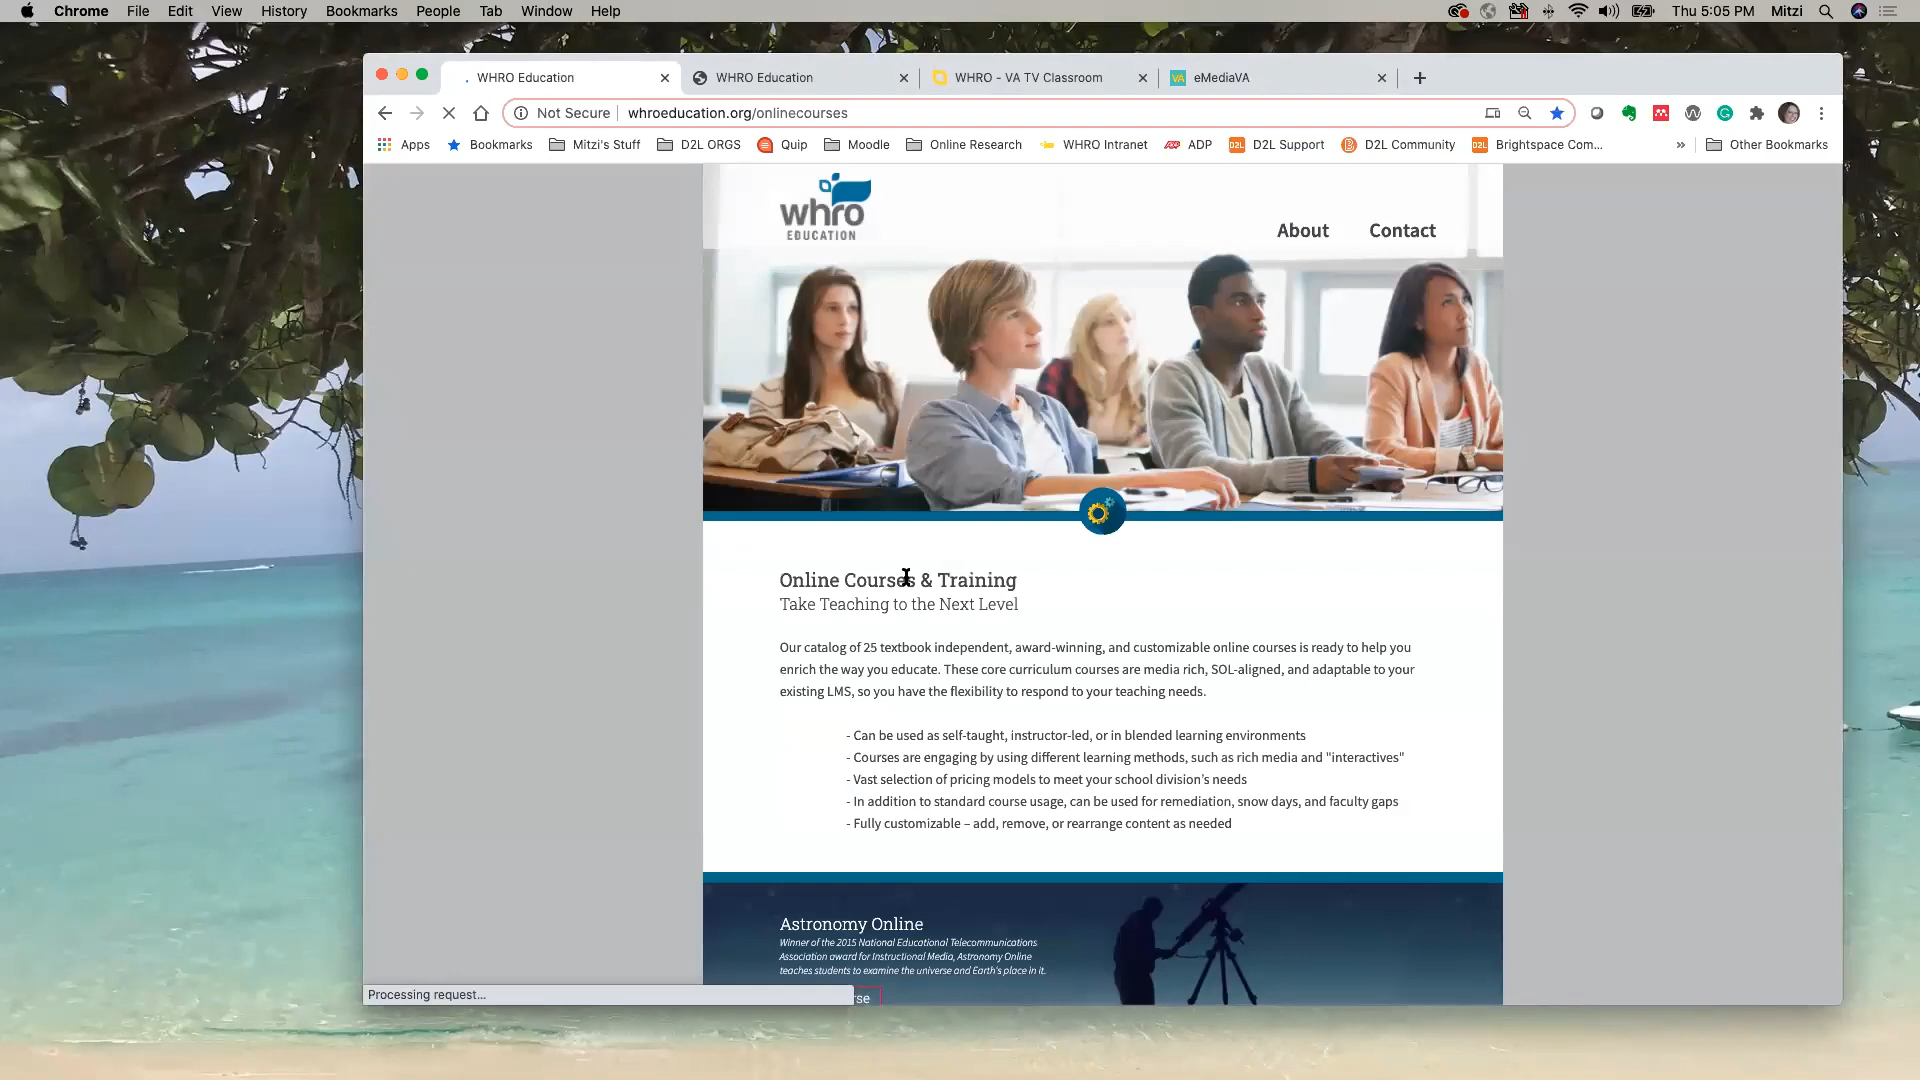 Chrome File Edit View History Bookmarks People Tab Window Help Thu 5:05 PM Mitzi
WHRO Education WHRO Education WHRO - VA TV Classroom VA eMediaVA
Not Secure whroeducation.org/onlinecourses
Apps Bookmarks Mitzi's Stuff D2L ORGS Quip Moodle Online Research WHRO Intranet ADP D2L D2L Support D2L Community D2L Brightspace Com... » Other Bookmarks
whro
EDUCATION
About Contact
Online Courses & Training
Take Teaching to the Next Level
Our catalog of 25 textbook independent, award-winning, and customizable online courses is ready to help you
enrich the way you educate. These core curriculum courses are media rich, SOL-aligned, and adaptable to your
existing LMS, so you have the flexibility to respond to your teaching needs.
- Can be used as self-taught, instructor-led, or in blended learning environments
- Courses are engaging by using different learning methods, such as rich media and "interactives"
- Vast selection of pricing models to meet your school division's needs
- In addition to standard course usage, can be used for remediation, snow days, and faculty gaps
- Fully customizable – add, remove, or rearrange content as needed
Astronomy Online
Winner of the 2015 National Educational Telecommunications
Association award for Instructional Media, Astronomy Online
teaches students to examine the universe and Earth's place in it.
Processing request...